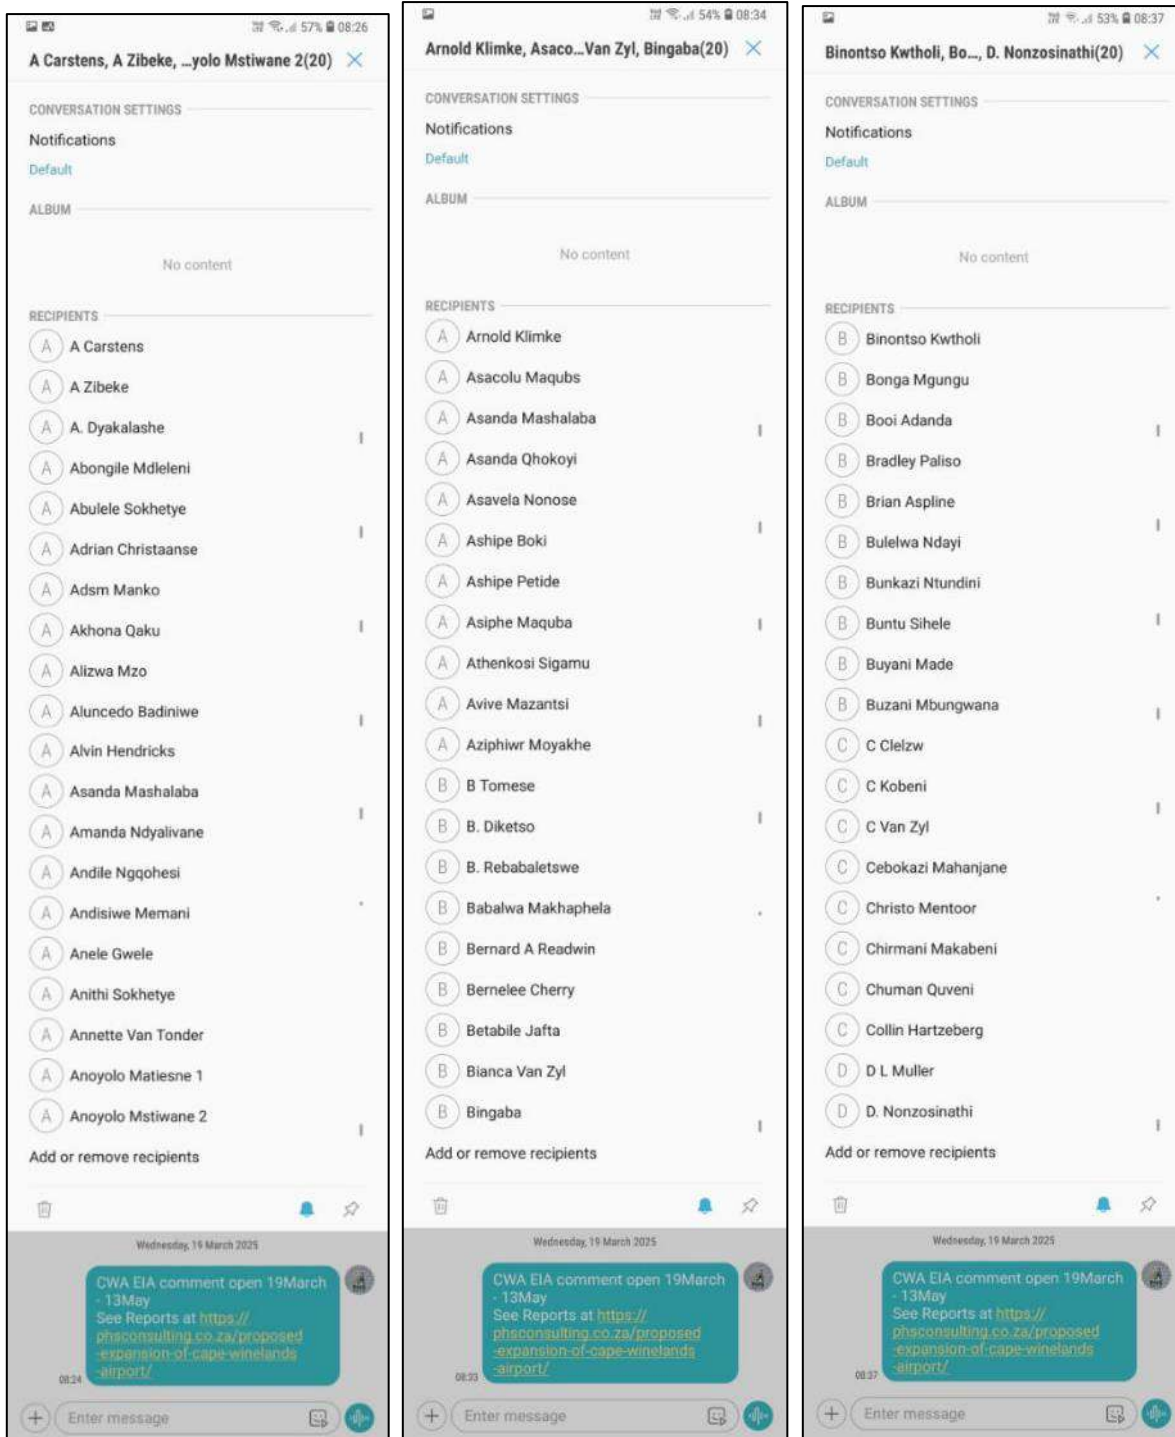 57% 08:26
A Carstens, A Zibeke, ...yolo Mstiwane 2(20)
CONVERSATION SETTINGS
Notifications
Default
ALBUM
No content
RECIPIENTS
A A Carstens
A A Zibeke
A A. Dyakalashe
A Abongile Mdleleni
A Abulele Sokhetye
A Adrian Christaanse
A Adsm Manko
A Akhona Qaku
A Alizwa Mzo
A Aluncedo Badiniwe
A Alvin Hendricks
A Asanda Mashalaba
A Amanda Ndyalivane
A Andile Ngqohesi
A Andisiwe Memani
A Anele Gwele
A Anithi Sokhetye
A Annette Van Tonder
A Anoyolo Matiesne 1
A Anoyolo Mstiwane 2
Add or remove recipients
Wednesday, 19 March 2025
CWA EIA comment open 19March
- 13May
See Reports at https://
phsconsulting.co.za/proposed
-expansion-of-cape-winelands
-airport/
08:24
Enter message
54% 08:34
Arnold Klimke, Asaco...Van Zyl, Bingaba(20)
CONVERSATION SETTINGS
Notifications
Default
ALBUM
No content
RECIPIENTS
A Arnold Klimke
A Asacolu Maqubs
A Asanda Mashalaba
A Asanda Qhokoyi
A Asavela Nonose
A Ashipe Boki
A Ashipe Petide
A Asiphe Maquba
A Athenkosi Sigamu
A Avive Mazantsi
A Aziphiwr Moyakhe
B B Tomese
B B. Diketso
B B. Rebabaletswe
B Babalwa Makhaphela
B Bernard A Readwin
B Bernelee Cherry
B Betabile Jafta
B Bianca Van Zyl
B Bingaba
Add or remove recipients
Wednesday, 19 March 2025
CWA EIA comment open 19March
- 13May
See Reports at https://
phsconsulting.co.za/proposed
-expansion-of-cape-winelands
-airport/
08:33
Enter message
53% 08:37
Binontso Kwtholi, Bo..., D. Nonzosinathi(20)
CONVERSATION SETTINGS
Notifications
Default
ALBUM
No content
RECIPIENTS
B Binontso Kwtholi
B Bonga Mgungu
B Booi Adanda
B Bradley Paliso
B Brian Aspline
B Bulelwa Ndayi
B Bunkazi Ntundini
B Buntu Sihele
B Buyani Made
B Buzani Mbungwana
C C Clelzw
C C Kobeni
C C Van Zyl
C Cebokazi Mahanjane
C Christo Mentoor
C Chirmani Makabeni
C Chuman Quveni
C Collin Hartzeberg
D D L Muller
D D. Nonzosinathi
Add or remove recipients
Wednesday, 19 March 2025
CWA EIA comment open 19March
- 13May
See Reports at https://
phsconsulting.co.za/proposed
-expansion-of-cape-winelands
-airport/
08:37
Enter message